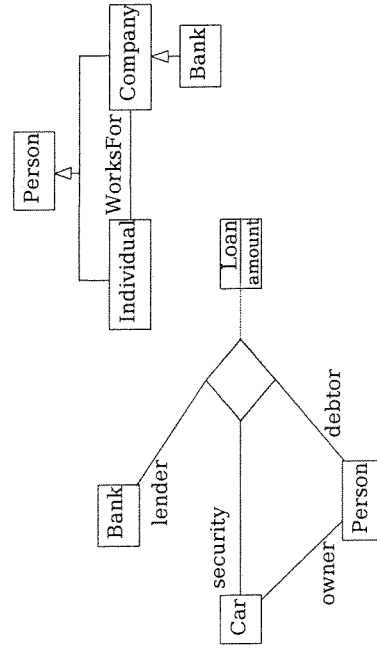 Person
Individual
WorksFor
Company
Bank
Bank
lender
security
Car
owner
Person
debtor
Loan
amount